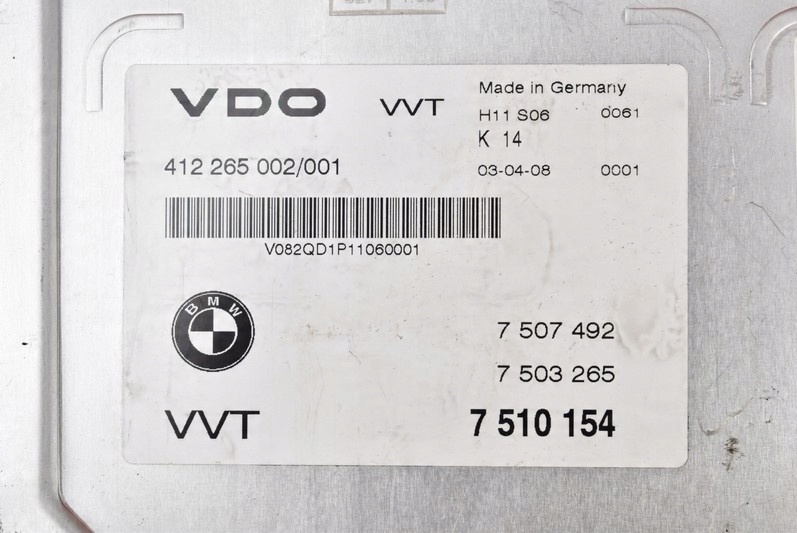 VDO VVT Made in Germany
H11 S06 0061
K 14
412 265 002/001 03-04-08 0001
V082QD1P11060001
BMW
7 507 492
7 503 265
VVT 7 510 154